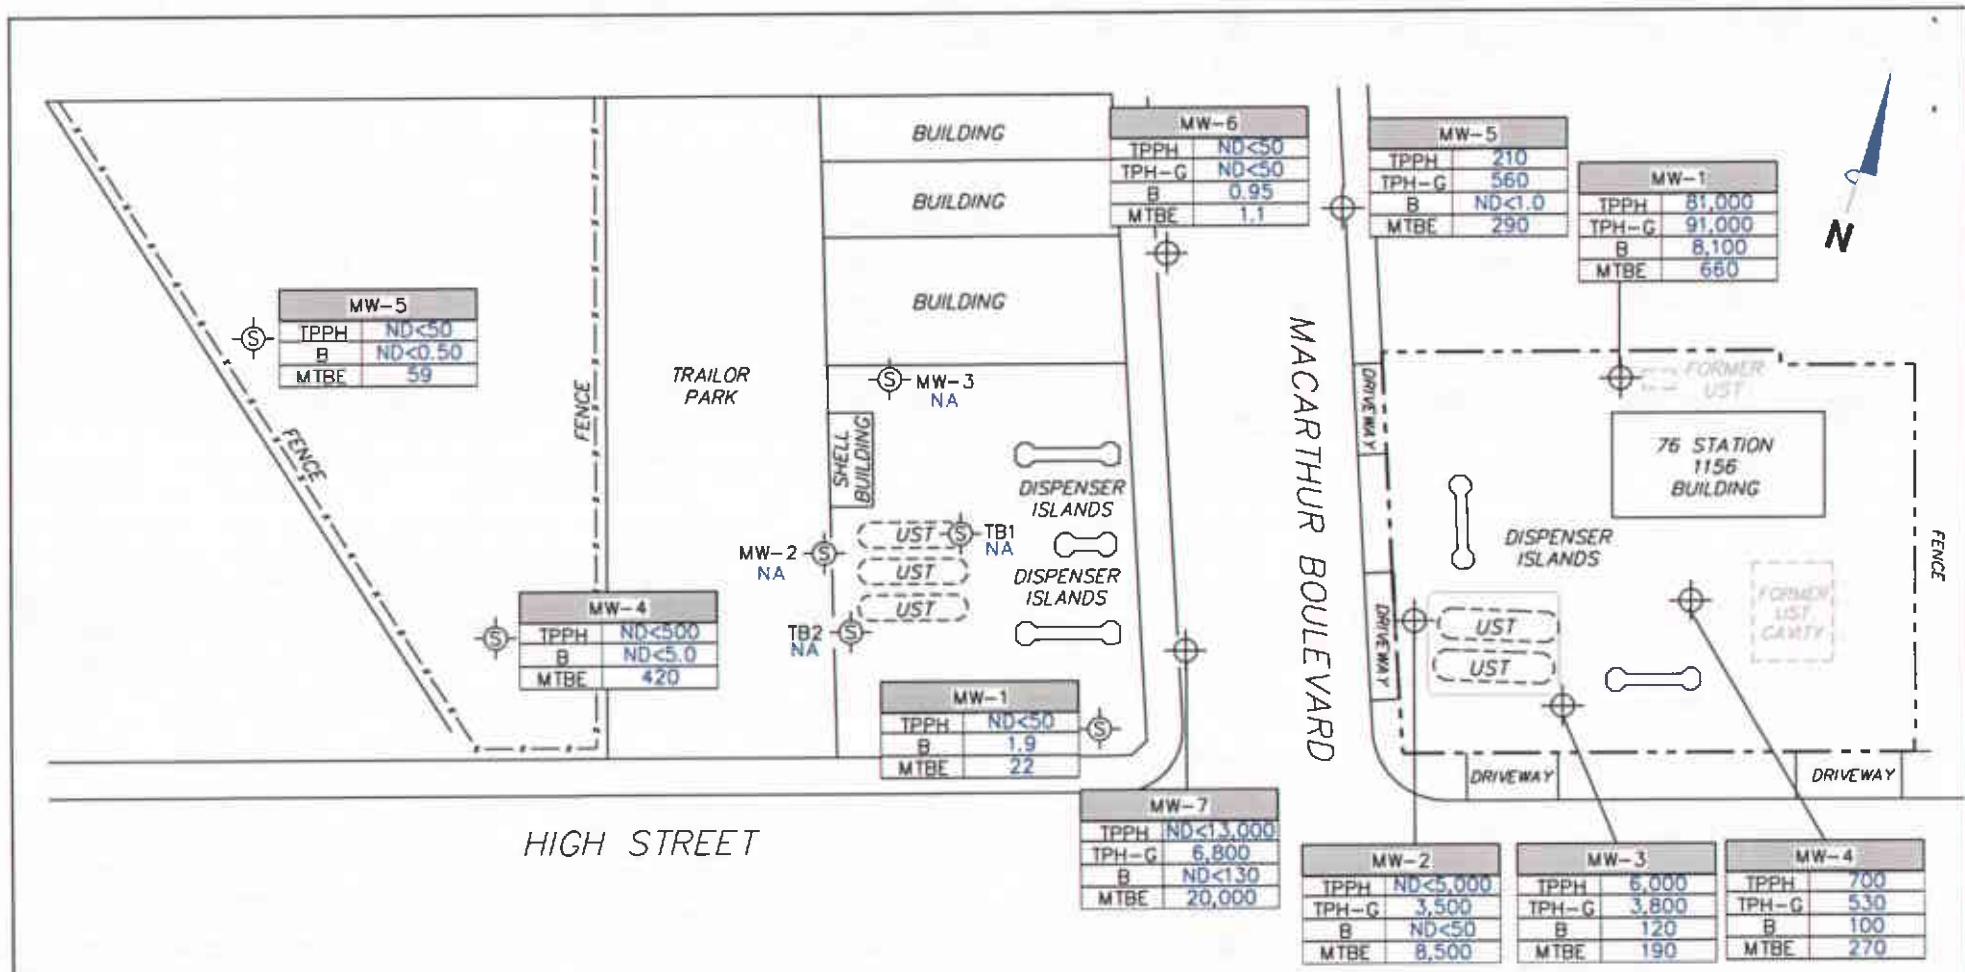 BUILDING
BUILDING
BUILDING
MW-6
TPPH ND<50
TPH-G ND<50
B 0.95
MTBE 1.1
MW-5
TPPH 210
TPH-G 560
B ND<1.0
MTBE 290
MW-1
TPPH 81,000
TPH-G 91,000
B 8,100
MTBE 660
N
MW-5
TPPH ND<50
B ND<0.50
MTBE 59
FENCE
FENCE
TRAILOR
PARK
MW-3
NA
SHELL
BUILDING
DISPENSER
ISLANDS
UST
TB1
NA
MW-2
NA
UST
DISPENSER
ISLANDS
UST
TB2
NA
MW-4
TPPH ND<500
B ND<5.0
MTBE 420
MW-1
TPPH ND<50
B 1.9
MTBE 22
MACARTHUR BOULEVARD
DRIVEWAY
FORMER
UST
76 STATION
1156
BUILDING
DISPENSER
ISLANDS
FENCE
FORMER
UST
CAVITY
DRIVEWAY
UST
UST
DRIVEWAY
DRIVEWAY
HIGH STREET
MW-7
TPPH ND<13,000
TPH-G 6,800
B ND<130
MTBE 20,000
MW-2
TPPH ND<5,000
TPH-G 3,500
B ND<50
MTBE 8,500
MW-3
TPPH 6,000
TPH-G 3,800
B 120
MTBE 190
MW-4
TPPH 700
TPH-G 530
B 100
MTBE 270
S
S
S
S
S
S
S